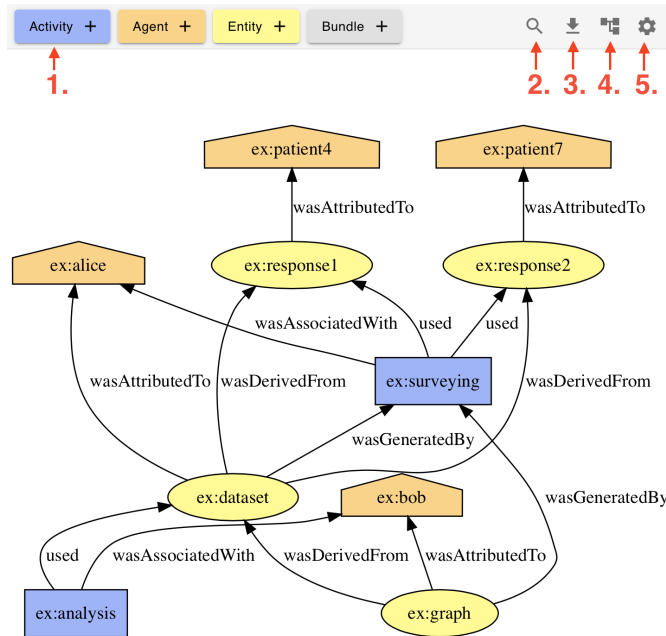 Activity + Agent + Entity + Bundle +
1. 2. 3. 4. 5.
ex:patient4 ex:patient7
wasAttributedTo wasAttributedTo
ex:alice ex:response1 ex:response2
wasAssociatedWith used used
wasAttributedTo wasDerivedFrom ex:surveying wasDerivedFrom
wasGeneratedBy
ex:dataset ex:bob wasGeneratedBy
used wasAssociatedWith wasDerivedFrom wasAttributedTo
ex:analysis ex:graph